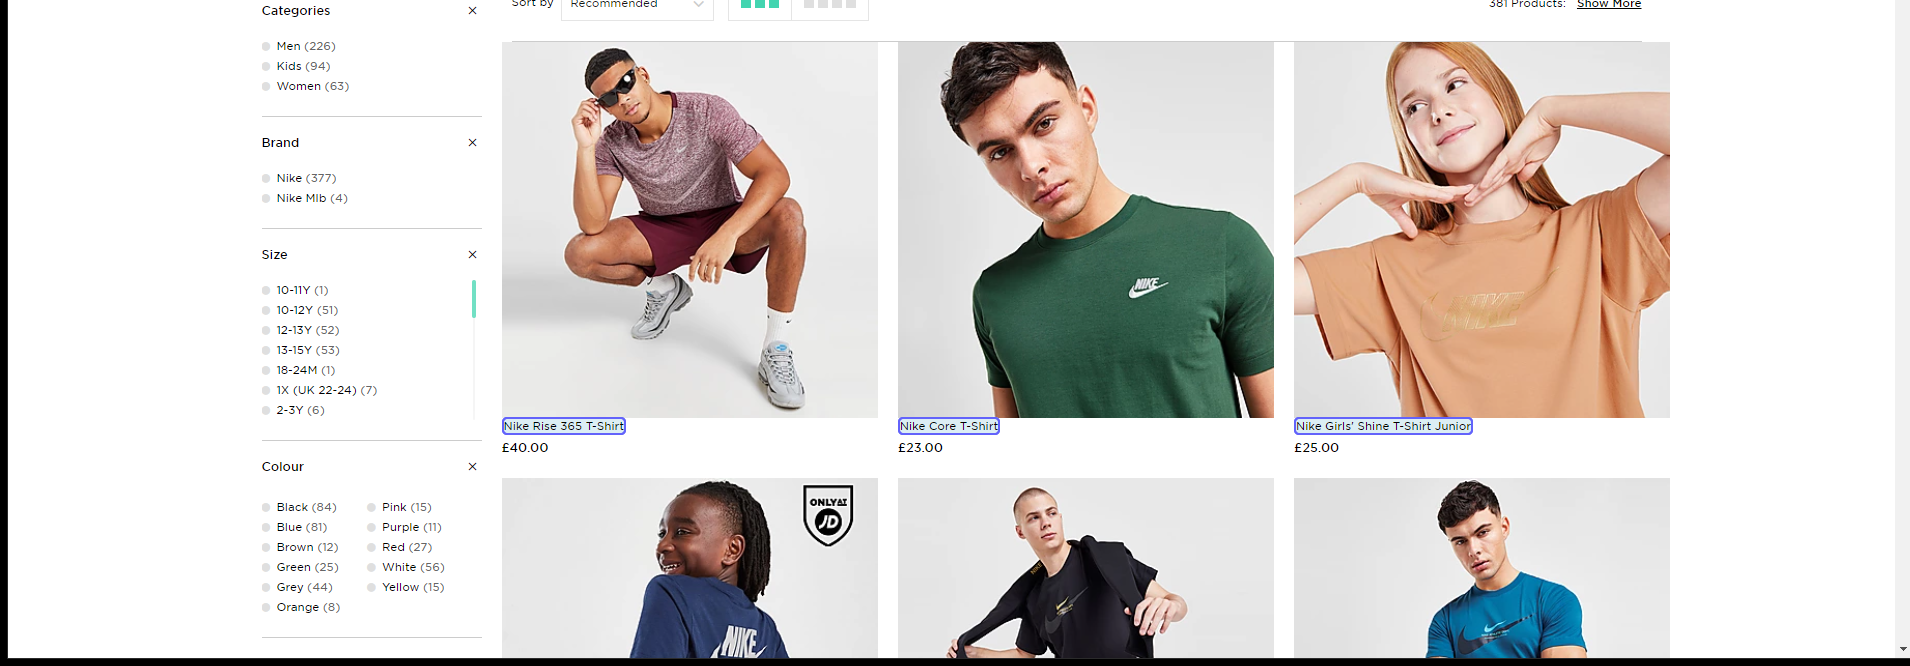 Categories
Men (226)
Kids (94)
Women (63)
Brand
Nike (377)
Nike Mlb (4)
Size
10-11Y (1)
10-12Y (51)
12-13Y (52)
13-15Y (53)
18-24M (1)
1X (UK 22-24) (7)
2-3Y (6)
Colour
Black (84)
Blue (81)
Brown (12)
Green (25)
Grey (44)
Orange (8)
Pink (15)
Purple (11)
Red (27)
White (56)
Yellow (15)
Sort by Recommended
381 Products: Show More
NIKE
NIKE
Nike Rise 365 T-Shirt
£40.00
Nike Core T-Shirt
£23.00
Nike Girls' Shine T-Shirt Junior
£25.00
ONLY AT
JD
NIKE